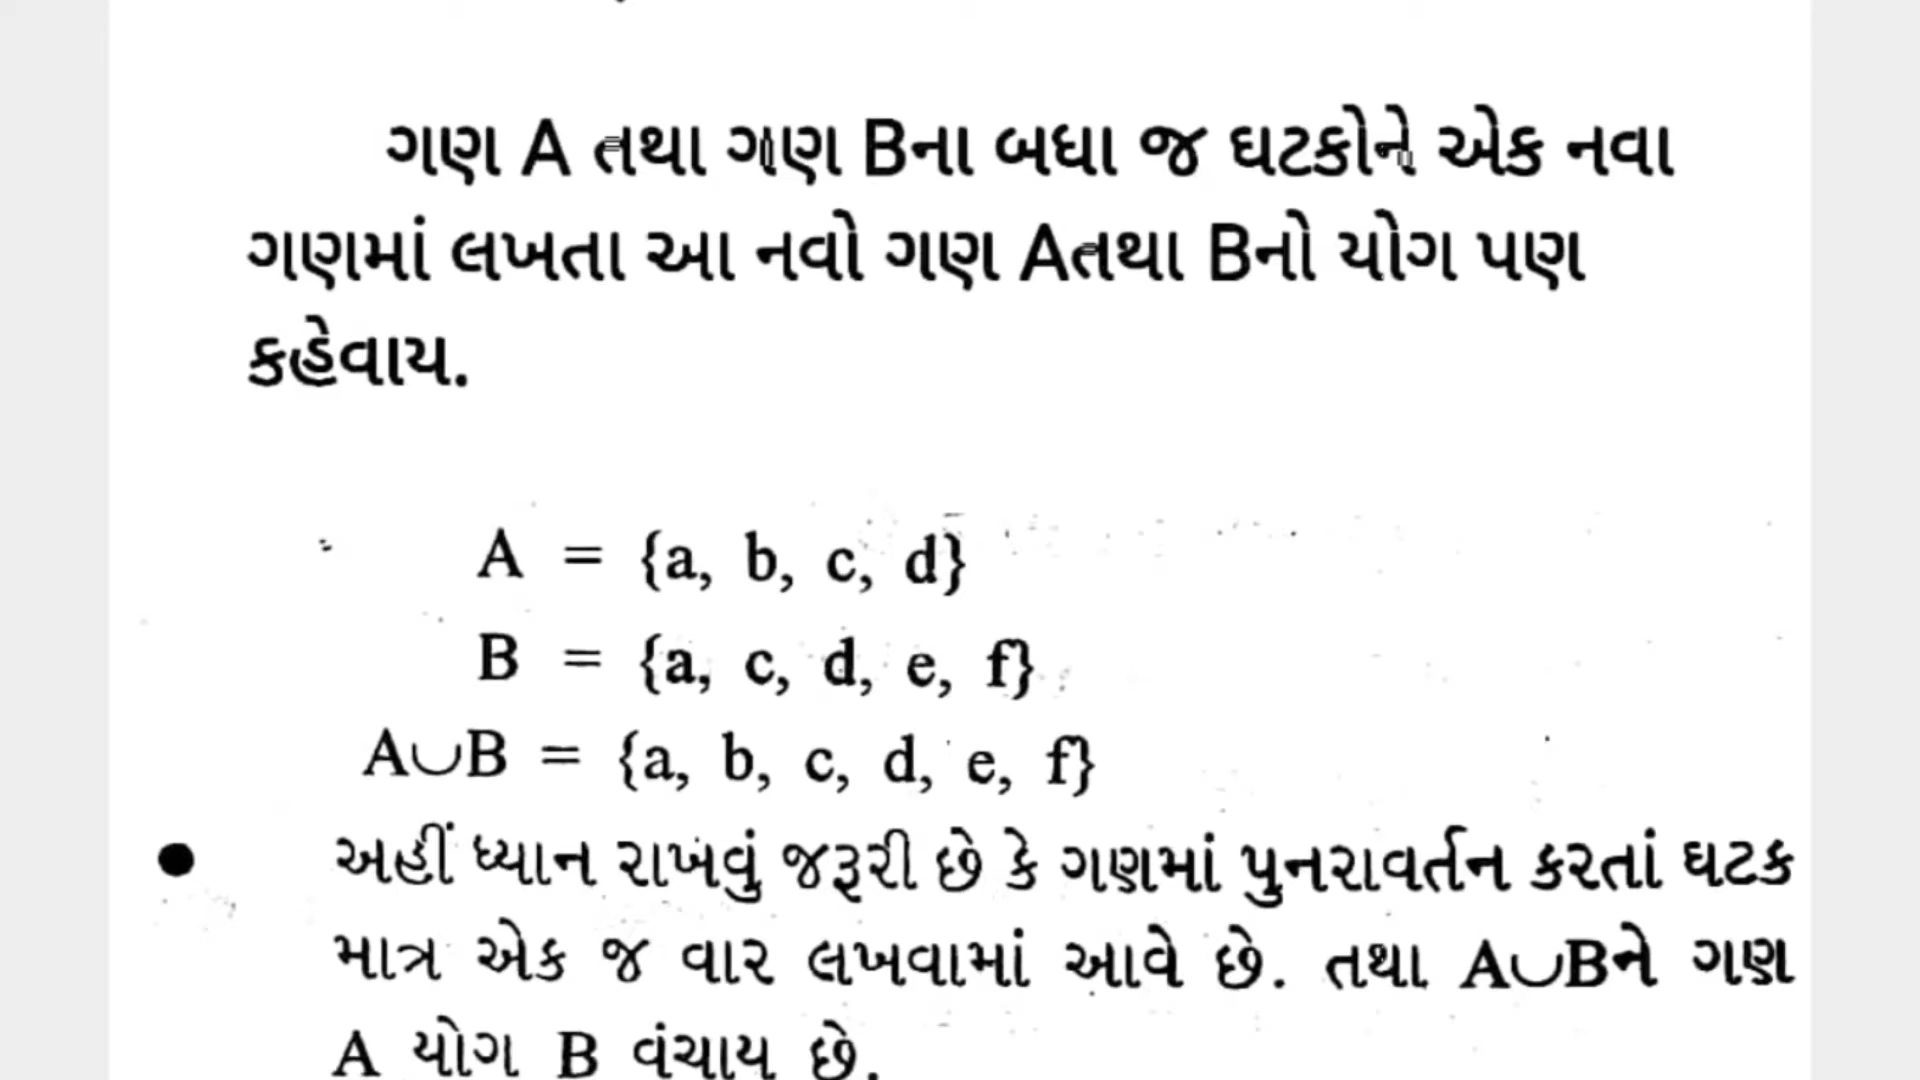 ગણ A તથા ગણ Bના બધા જ ઘટકોને એક નવા
ગણમાં લખતા આ નવો ગણ Aતથા Bનો યોગ પણ
કહેવાય.
A = {a, b, c, d}
B = {a, c, d, e, f}
A∪B = {a, b, c, d, e, f}
● અહીં ધ્યાન રાખવું જરૂરી છે કે ગણમાં પુનરાવર્તન કરતાં ઘટક
માત્ર એક જ વાર લખવામાં આવે છે. તથા A∪Bને ગણ
A યોગ B વંચાય છે.